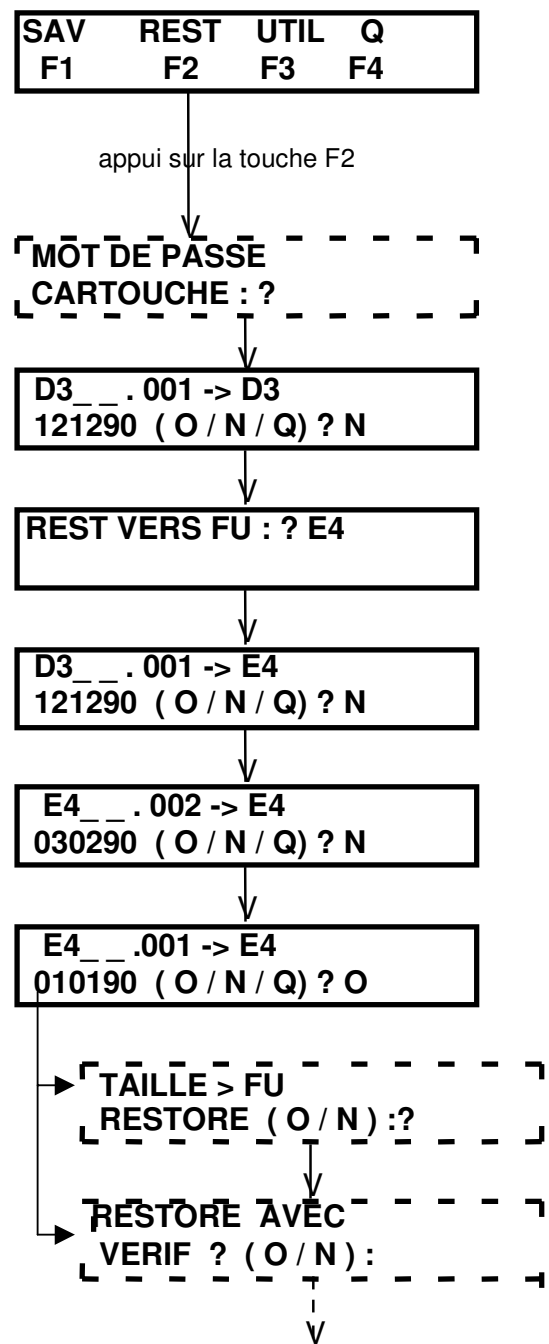 SAV REST UTIL Q
F1 F2 F3 F4
appui sur la touche F2
MOT DE PASSE
CARTOUCHE : ?
D3_ _ . 001 -> D3
121290 ( O / N / Q) ? N
REST VERS FU : ? E4
D3_ _ . 001 -> E4
121290 ( O / N / Q) ? N
E4_ _ . 002 -> E4
030290 ( O / N / Q) ? N
E4_ _ .001 -> E4
010190 ( O / N / Q) ? O
TAILLE > FU
RESTORE ( O / N ) :?
RESTORE AVEC
VERIF ? ( O / N ) :